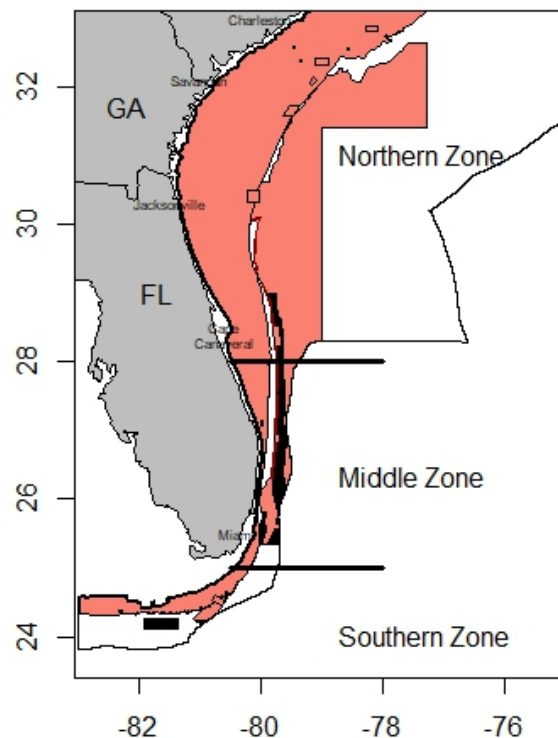 Charleston
32
Savannah
GA
Northern Zone
Jacksonville
30
FL
Cape
Canaveral
28
Middle Zone
26
Miami
24
Southern Zone
-82 -80 -78 -76